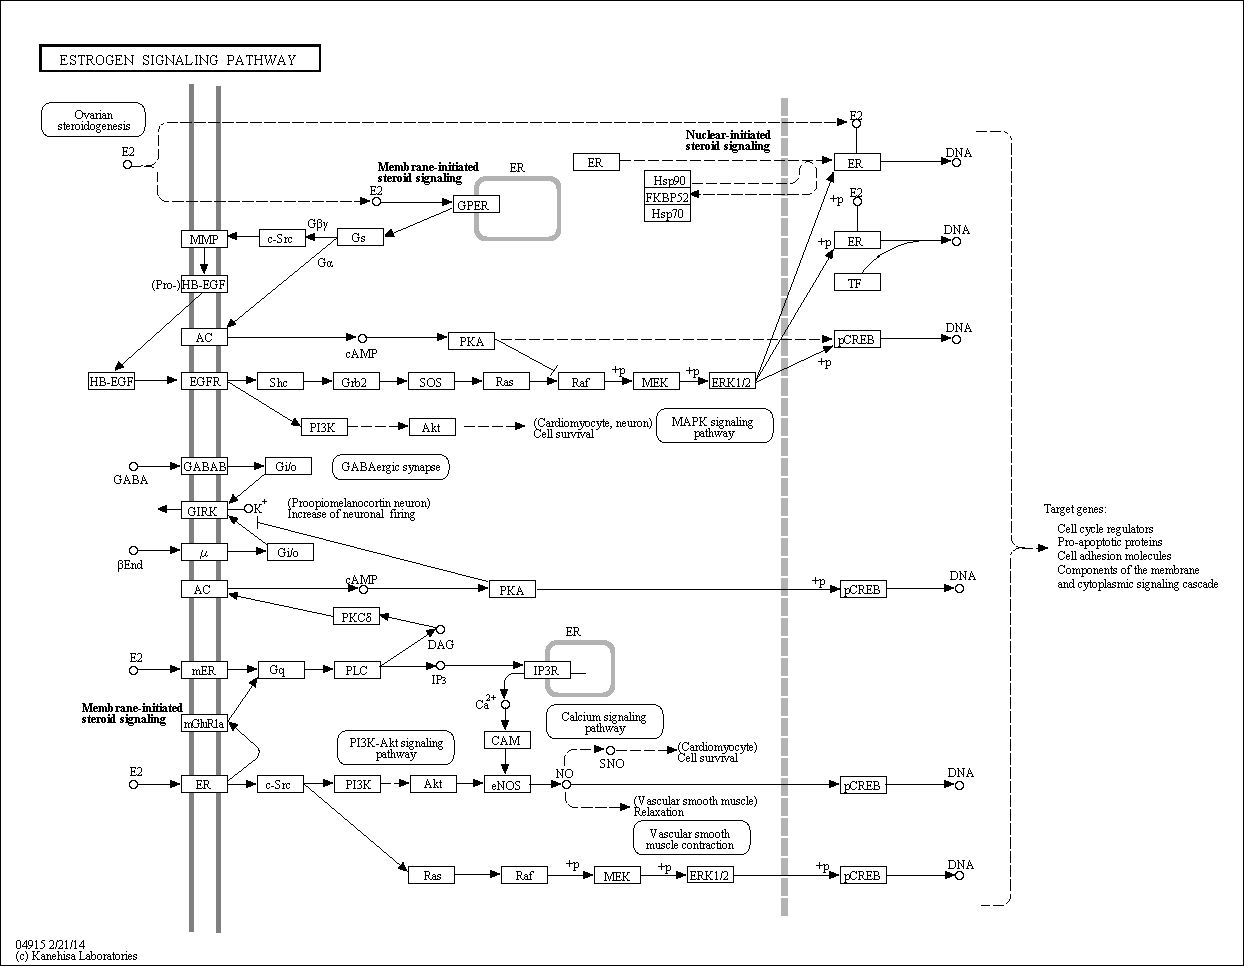 ESTROGEN SIGNALING PATHWAY
Ovarian
steroidogenesis
E2
E2
Nuclear-initiated
steroid signaling
DNA
ER
ER
ER
Membrane-initiated
steroid signaling
E2
GPER
Hsp90
FKBP52
Hsp70
+p
E2
MMP
c-Src
Gβγ
Gs
Gα
+p
ER
DNA
(Pro-)
HB-EGF
TF
AC
cAMP
PKA
pCREB
DNA
+p
HB-EGF
EGFR
Shc
Grb2
SOS
Ras
Raf
+p
MEK
+p
ERK1/2
PI3K
Akt
(Cardiomyocyte, neuron)
Cell survival
MAPK signaling
pathway
GABA
GABAB
Gi/o
GABAergic synapse
GIRK
K+
(Proopiomelanocortin neuron)
Increase of neuronal firing
βEnd
μ
Gi/o
Target genes:
Cell cycle regulators
Pro-apoptotic proteins
Cell adhesion molecules
Components of the membrane
and cytoplasmic signaling cascade
AC
cAMP
PKA
+p
pCREB
DNA
PKCδ
DAG
E2
mER
Gq
PLC
IP3
IP3R
ER
Ca2+
Membrane-initiated
steroid signaling
mGluR1a
CAM
Calcium signaling
pathway
PI3K-Akt signaling
pathway
SNO
(Cardiomyocyte)
Cell survival
E2
ER
c-Src
PI3K
Akt
eNOS
NO
pCREB
DNA
(Vascular smooth muscle)
Relaxation
Vascular smooth
muscle contraction
Ras
Raf
+p
MEK
+p
ERK1/2
+p
pCREB
DNA
04915 2/21/14
(c) Kanehisa Laboratories